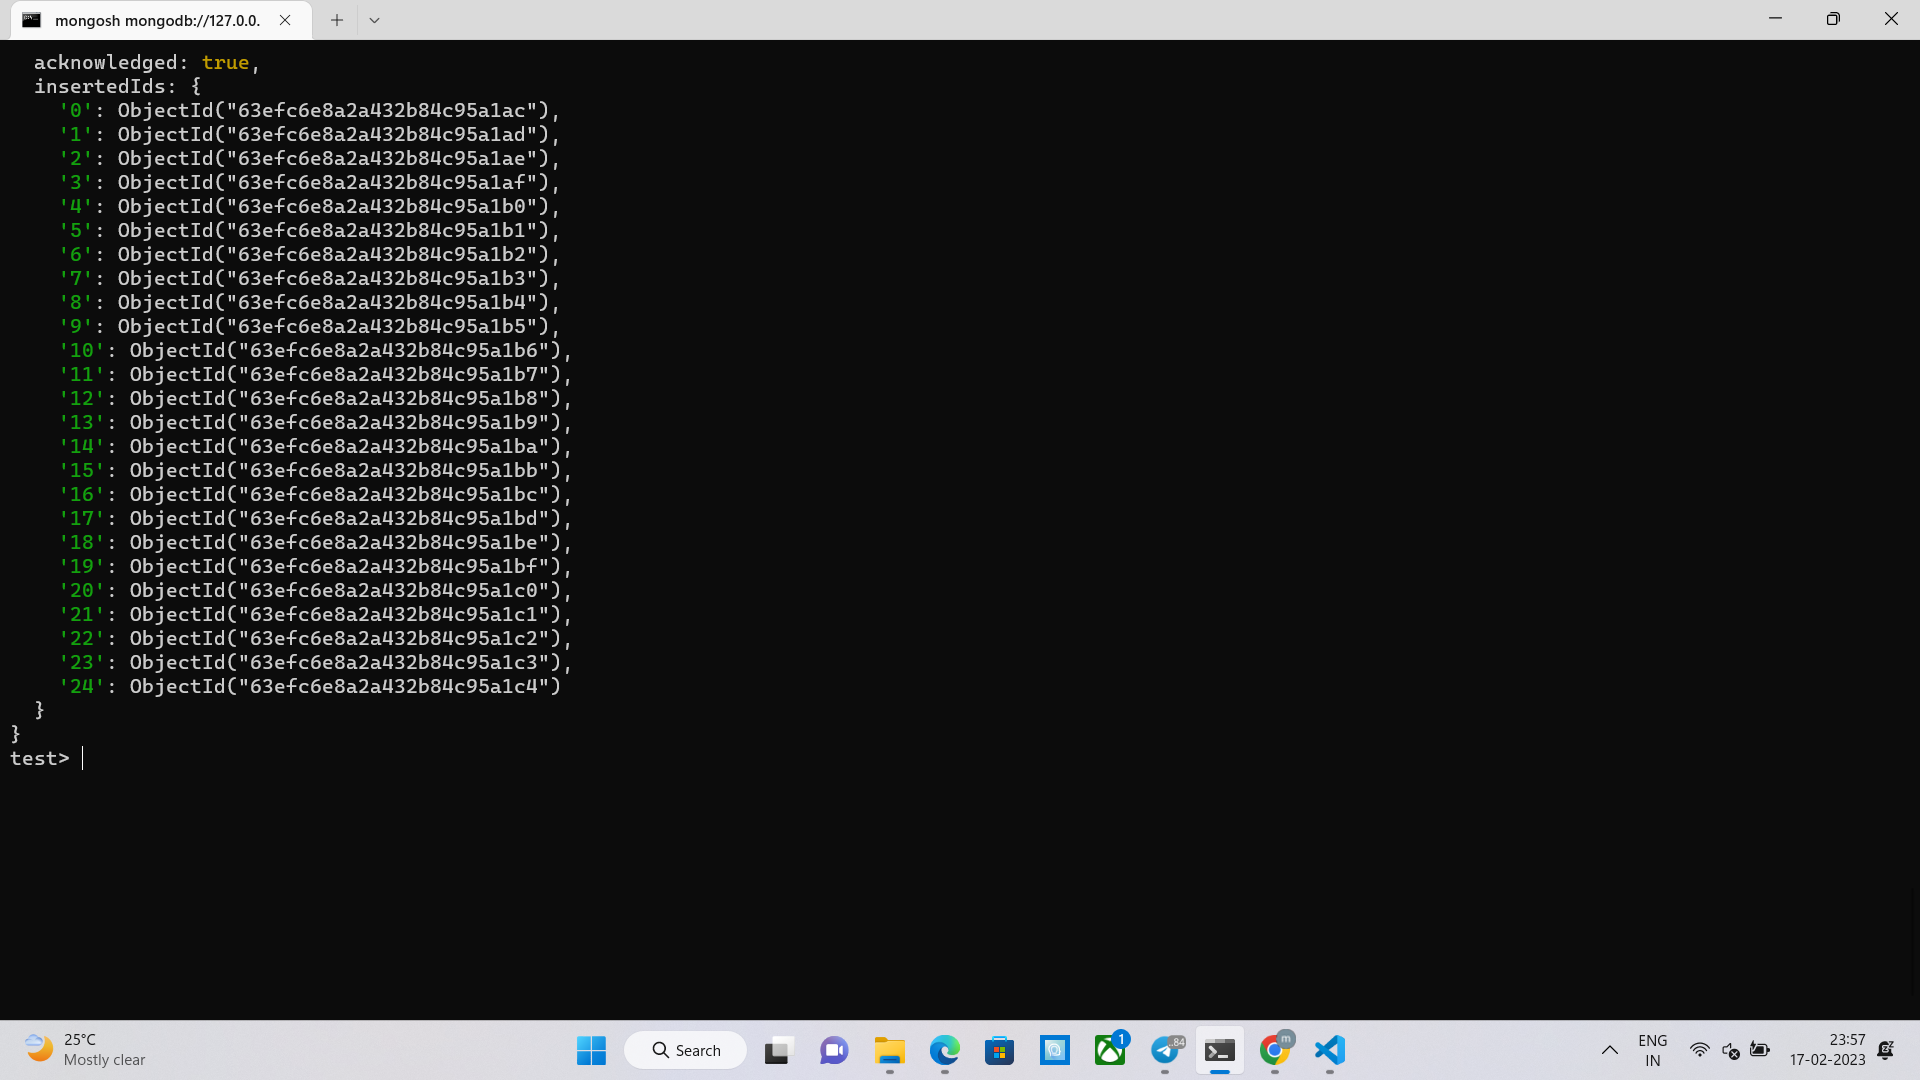 mongosh mongodb://127.0.0.
acknowledged: true,
insertedIds: {
'0': ObjectId("63efc6e8a2a432b84c95a1ac"),
'1': ObjectId("63efc6e8a2a432b84c95a1ad"),
'2': ObjectId("63efc6e8a2a432b84c95a1ae"),
'3': ObjectId("63efc6e8a2a432b84c95a1af"),
'4': ObjectId("63efc6e8a2a432b84c95a1b0"),
'5': ObjectId("63efc6e8a2a432b84c95a1b1"),
'6': ObjectId("63efc6e8a2a432b84c95a1b2"),
'7': ObjectId("63efc6e8a2a432b84c95a1b3"),
'8': ObjectId("63efc6e8a2a432b84c95a1b4"),
'9': ObjectId("63efc6e8a2a432b84c95a1b5"),
'10': ObjectId("63efc6e8a2a432b84c95a1b6"),
'11': ObjectId("63efc6e8a2a432b84c95a1b7"),
'12': ObjectId("63efc6e8a2a432b84c95a1b8"),
'13': ObjectId("63efc6e8a2a432b84c95a1b9"),
'14': ObjectId("63efc6e8a2a432b84c95a1ba"),
'15': ObjectId("63efc6e8a2a432b84c95a1bb"),
'16': ObjectId("63efc6e8a2a432b84c95a1bc"),
'17': ObjectId("63efc6e8a2a432b84c95a1bd"),
'18': ObjectId("63efc6e8a2a432b84c95a1be"),
'19': ObjectId("63efc6e8a2a432b84c95a1bf"),
'20': ObjectId("63efc6e8a2a432b84c95a1c0"),
'21': ObjectId("63efc6e8a2a432b84c95a1c1"),
'22': ObjectId("63efc6e8a2a432b84c95a1c2"),
'23': ObjectId("63efc6e8a2a432b84c95a1c3"),
'24': ObjectId("63efc6e8a2a432b84c95a1c4")
}
}
test>
25°C
Mostly clear
Search
1
..84
m
ENG
IN
23:57
17-02-2023